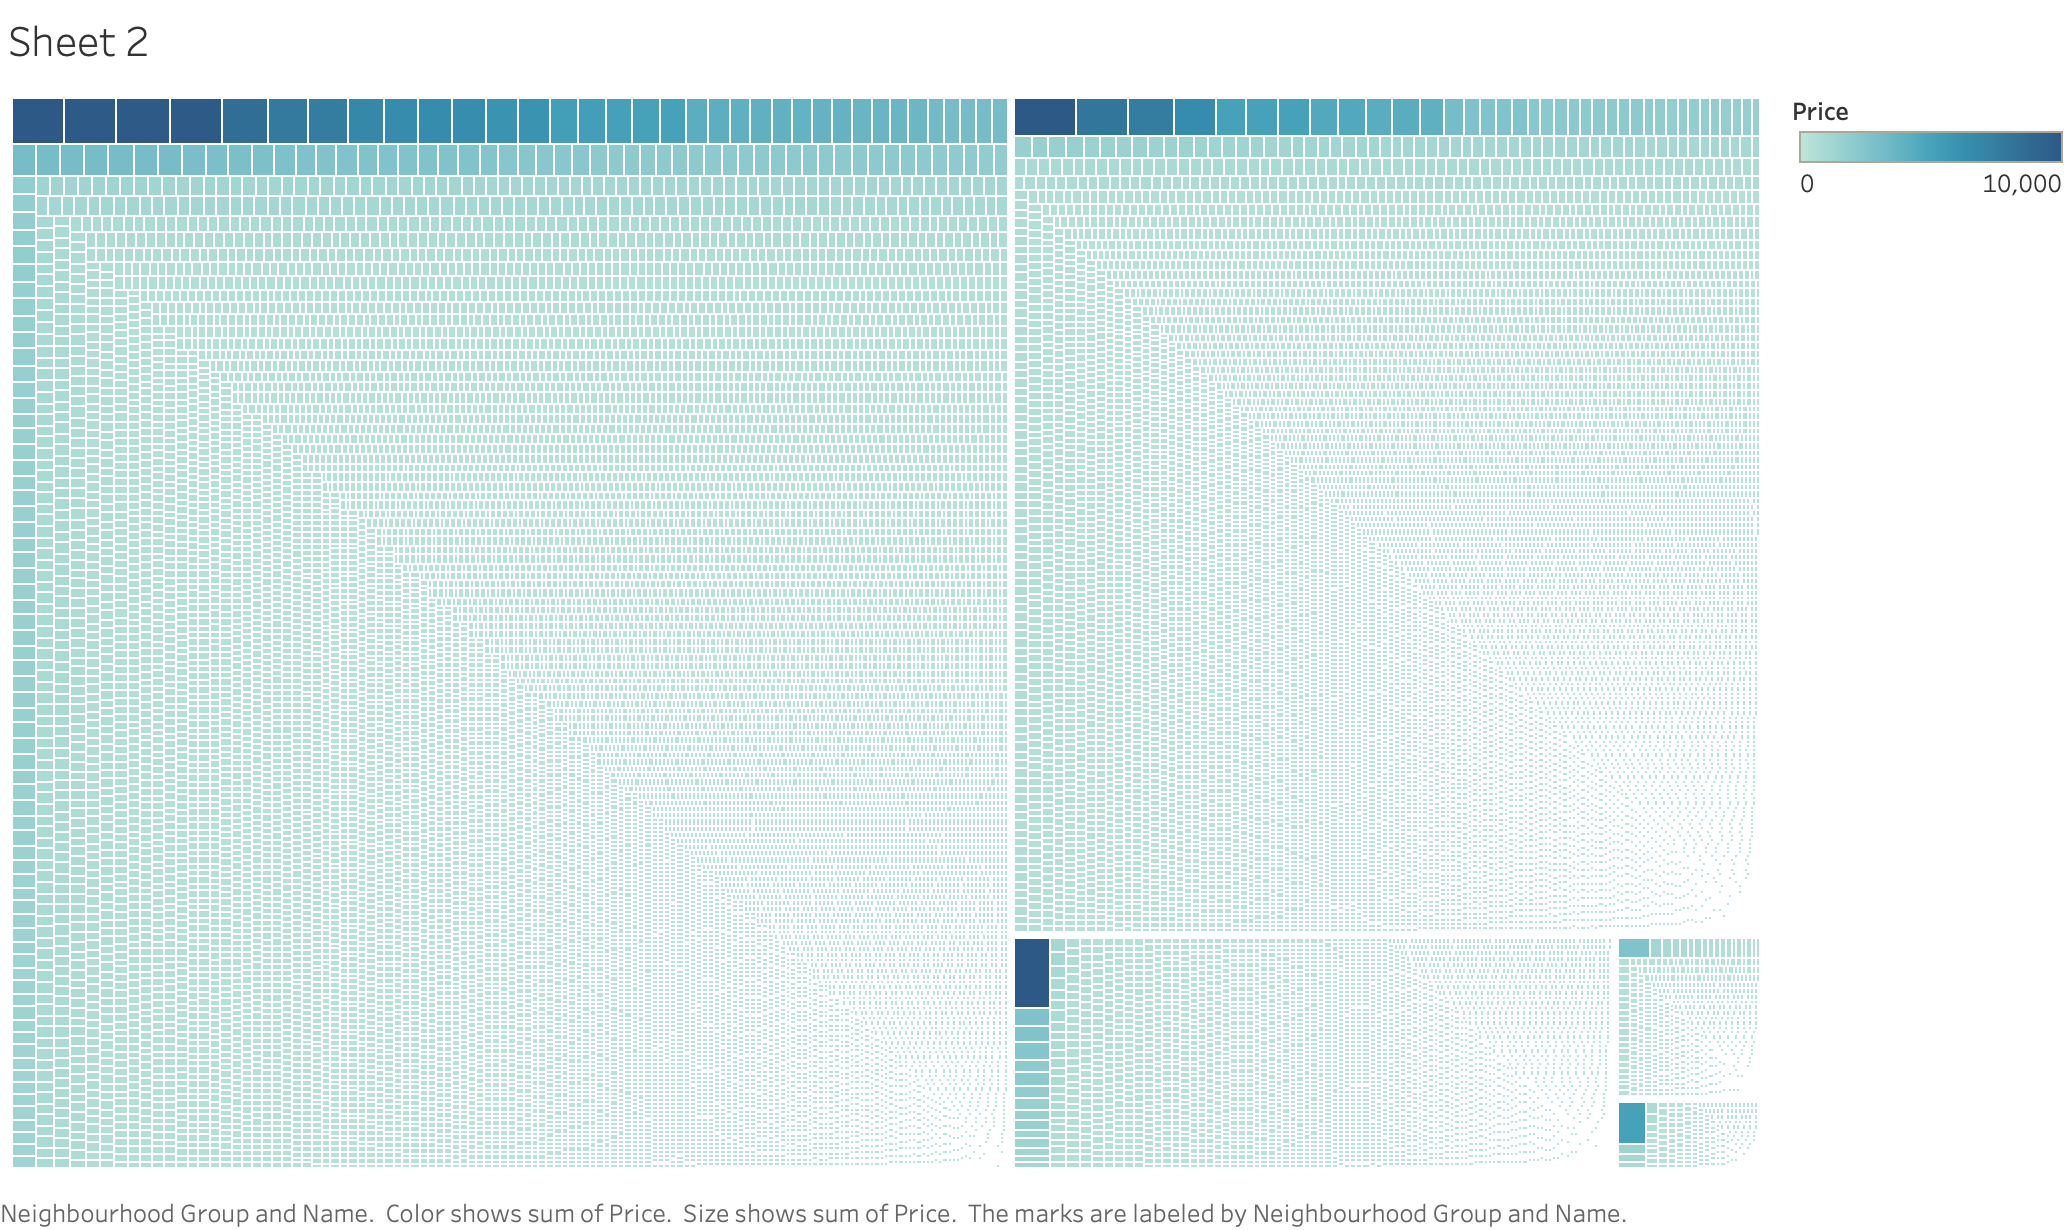 Sheet 2
Price
0 10,000
Neighbourhood Group and Name.  Color shows sum of Price.  Size shows sum of Price.  The marks are labeled by Neighbourhood Group and Name.